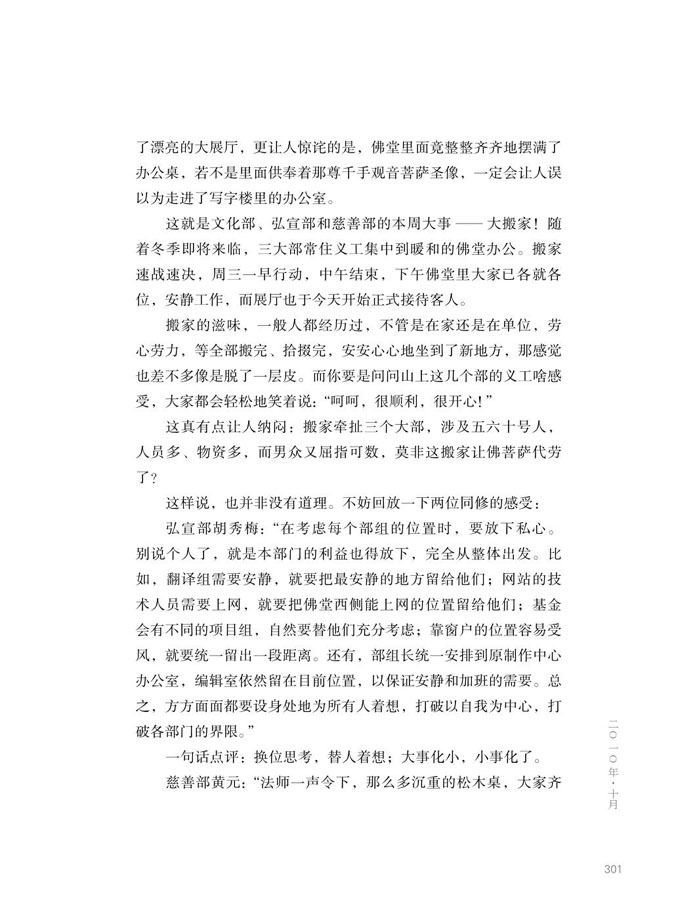 了漂亮的大展厅，更让人惊诧的是，佛堂里面竟整整齐齐地摆满了
办公桌，若不是里面供奉着那尊千手观音菩萨圣像，一定会让人误
以为走进了写字楼里的办公室。
这就是文化部、弘宣部和慈善部的本周大事 —— 大搬家！随
着冬季即将来临，三大部常住义工集中到暖和的佛堂办公。搬家
速战速决，周三一早行动，中午结束，下午佛堂里大家已各就各
位，安静工作，而展厅也于今天开始正式接待客人。
搬家的滋味，一般人都经历过，不管是在家还是在单位，劳
心劳力，等全部搬完、拾掇完，安安心心地坐到了新地方，那感觉
也差不多像是脱了一层皮。而你要是问问山上这几个部的义工啥感
受，大家都会轻松地笑着说：“呵呵，很顺利，很开心！”
这真有点让人纳闷：搬家牵扯三个大部，涉及五六十号人，
人员多、物资多，而男众又屈指可数，莫非这搬家让佛菩萨代劳
了？
这样说，也并非没有道理。不妨回放一下两位同修的感受：
弘宣部胡秀梅：“在考虑每个部组的位置时，要放下私心。
别说个人了，就是本部门的利益也得放下，完全从整体出发。比
如，翻译组需要安静，就要把最安静的地方留给他们；网站的技
术人员需要上网，就要把佛堂西侧能上网的位置留给他们；基金
会有不同的项目组，自然要替他们充分考虑；靠窗户的位置容易受
风，就要统一留出一段距离。还有，部组长统一安排到原制作中心
办公室，编辑室依然留在目前位置，以保证安静和加班的需要。总
之，方方面面都要设身处地为所有人着想，打破以自我为中心，打
破各部门的界限。”
一句话点评：换位思考，替人着想；大事化小，小事化了。
慈善部黄元：“法师一声令下，那么多沉重的松木桌，大家齐
二〇一〇年·十月
301